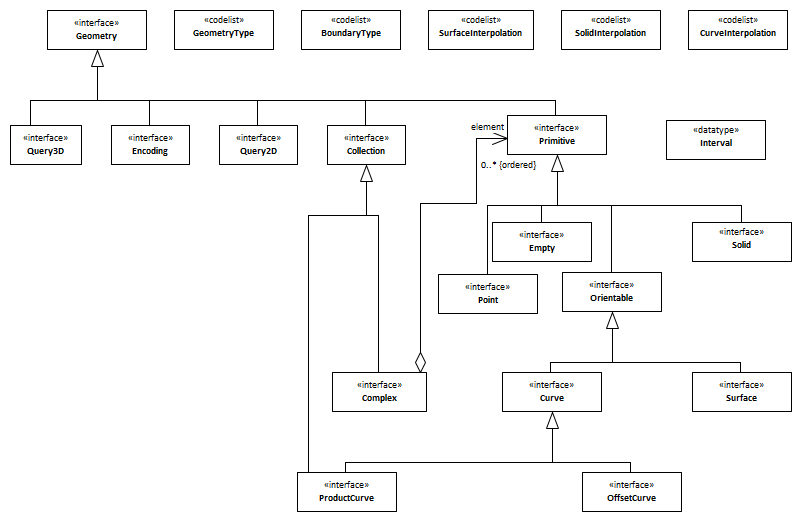 «interface»
Geometry
«codelist»
GeometryType
«codelist»
BoundaryType
«codelist»
SurfaceInterpolation
«codelist»
SolidInterpolation
«codelist»
CurveInterpolation
«interface»
Query3D
«interface»
Encoding
«interface»
Query2D
«interface»
Collection
element
«interface»
Primitive
0..* {ordered}
«datatype»
Interval
«interface»
Empty
«interface»
Solid
«interface»
Point
«interface»
Orientable
«interface»
Complex
«interface»
Curve
«interface»
Surface
«interface»
ProductCurve
«interface»
OffsetCurve